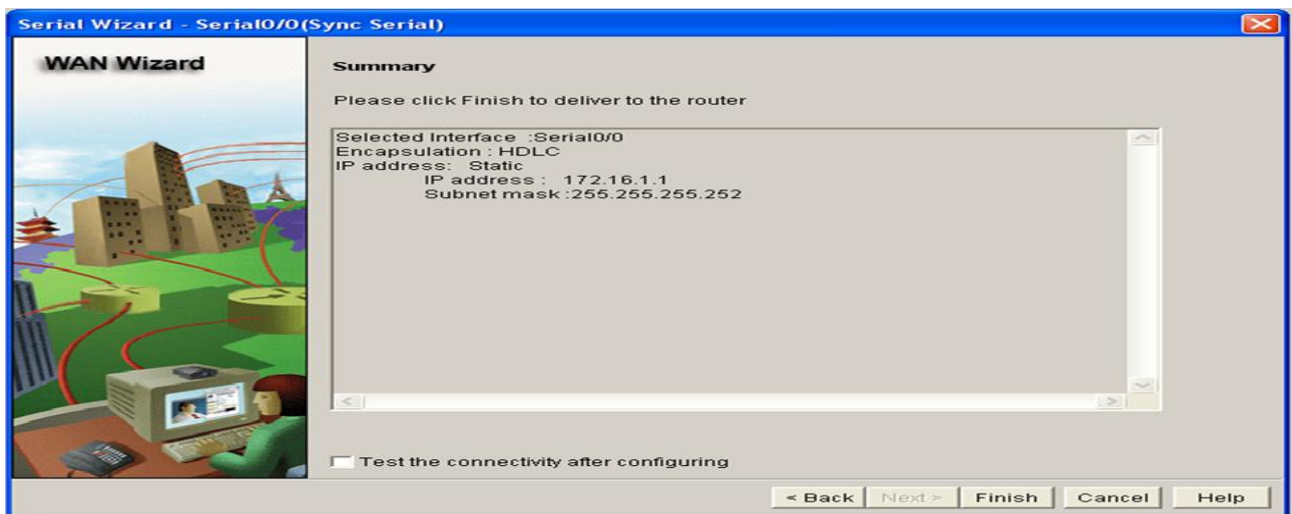 Serial Wizard - Serial0/0(Sync Serial)
WAN Wizard
Summary
Please click Finish to deliver to the router
Selected Interface :Serial0/0
Encapsulation : HDLC
IP address: Static
IP address : 172.16.1.1
Subnet mask :255.255.255.252
Test the connectivity after configuring
< Back Next > Finish Cancel Help